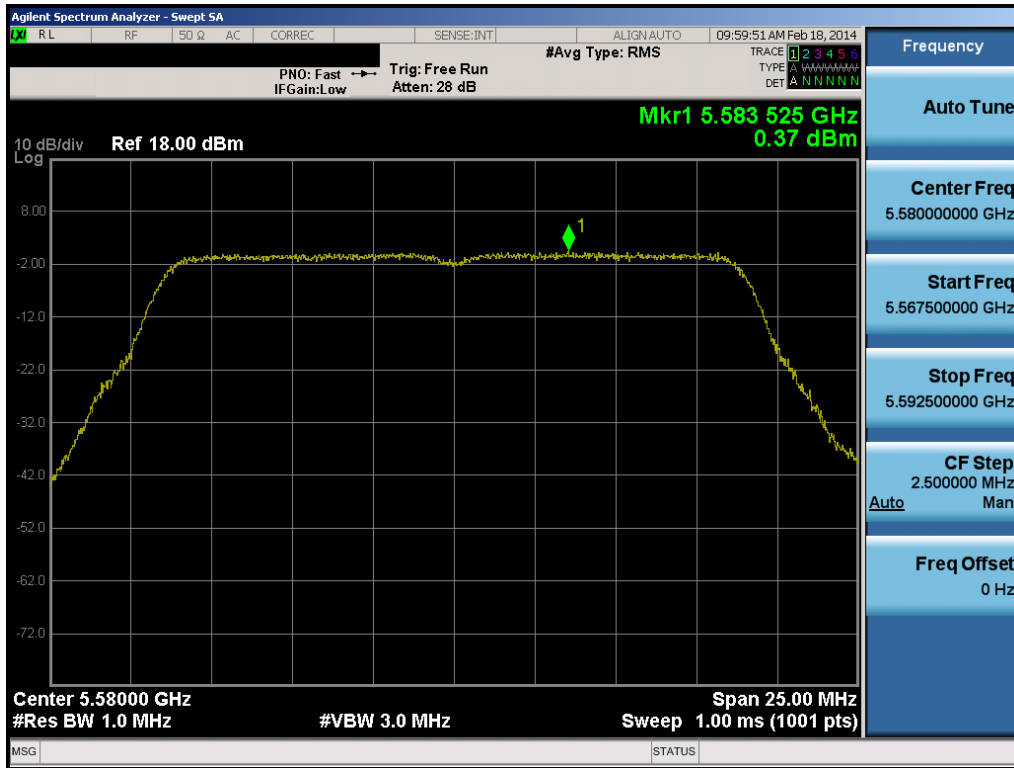 Agilent Spectrum Analyzer - Swept SA
LXI RL RF 50 Ω AC CORREC SENSE:INT ALIGN AUTO 09:59:51 AM Feb 18, 2014
#Avg Type: RMS
TRACE 1 2 3 4 5 6
TYPE A WWWWW
DET A N N N N N
PNO: Fast
IFGain:Low
Trig: Free Run
Atten: 28 dB
Mkr1 5.583 525 GHz
0.37 dBm
10 dB/div Ref 18.00 dBm
Log
1
8.00
-2.00
-12.0
-22.0
-32.0
-42.0
-52.0
-62.0
-72.0
Center 5.58000 GHz Span 25.00 MHz
#Res BW 1.0 MHz #VBW 3.0 MHz Sweep 1.00 ms (1001 pts)
MSG STATUS
Frequency
Auto Tune
Center Freq
5.580000000 GHz
Start Freq
5.567500000 GHz
Stop Freq
5.592500000 GHz
CF Step
2.500000 MHz
Auto Man
Freq Offset
0 Hz